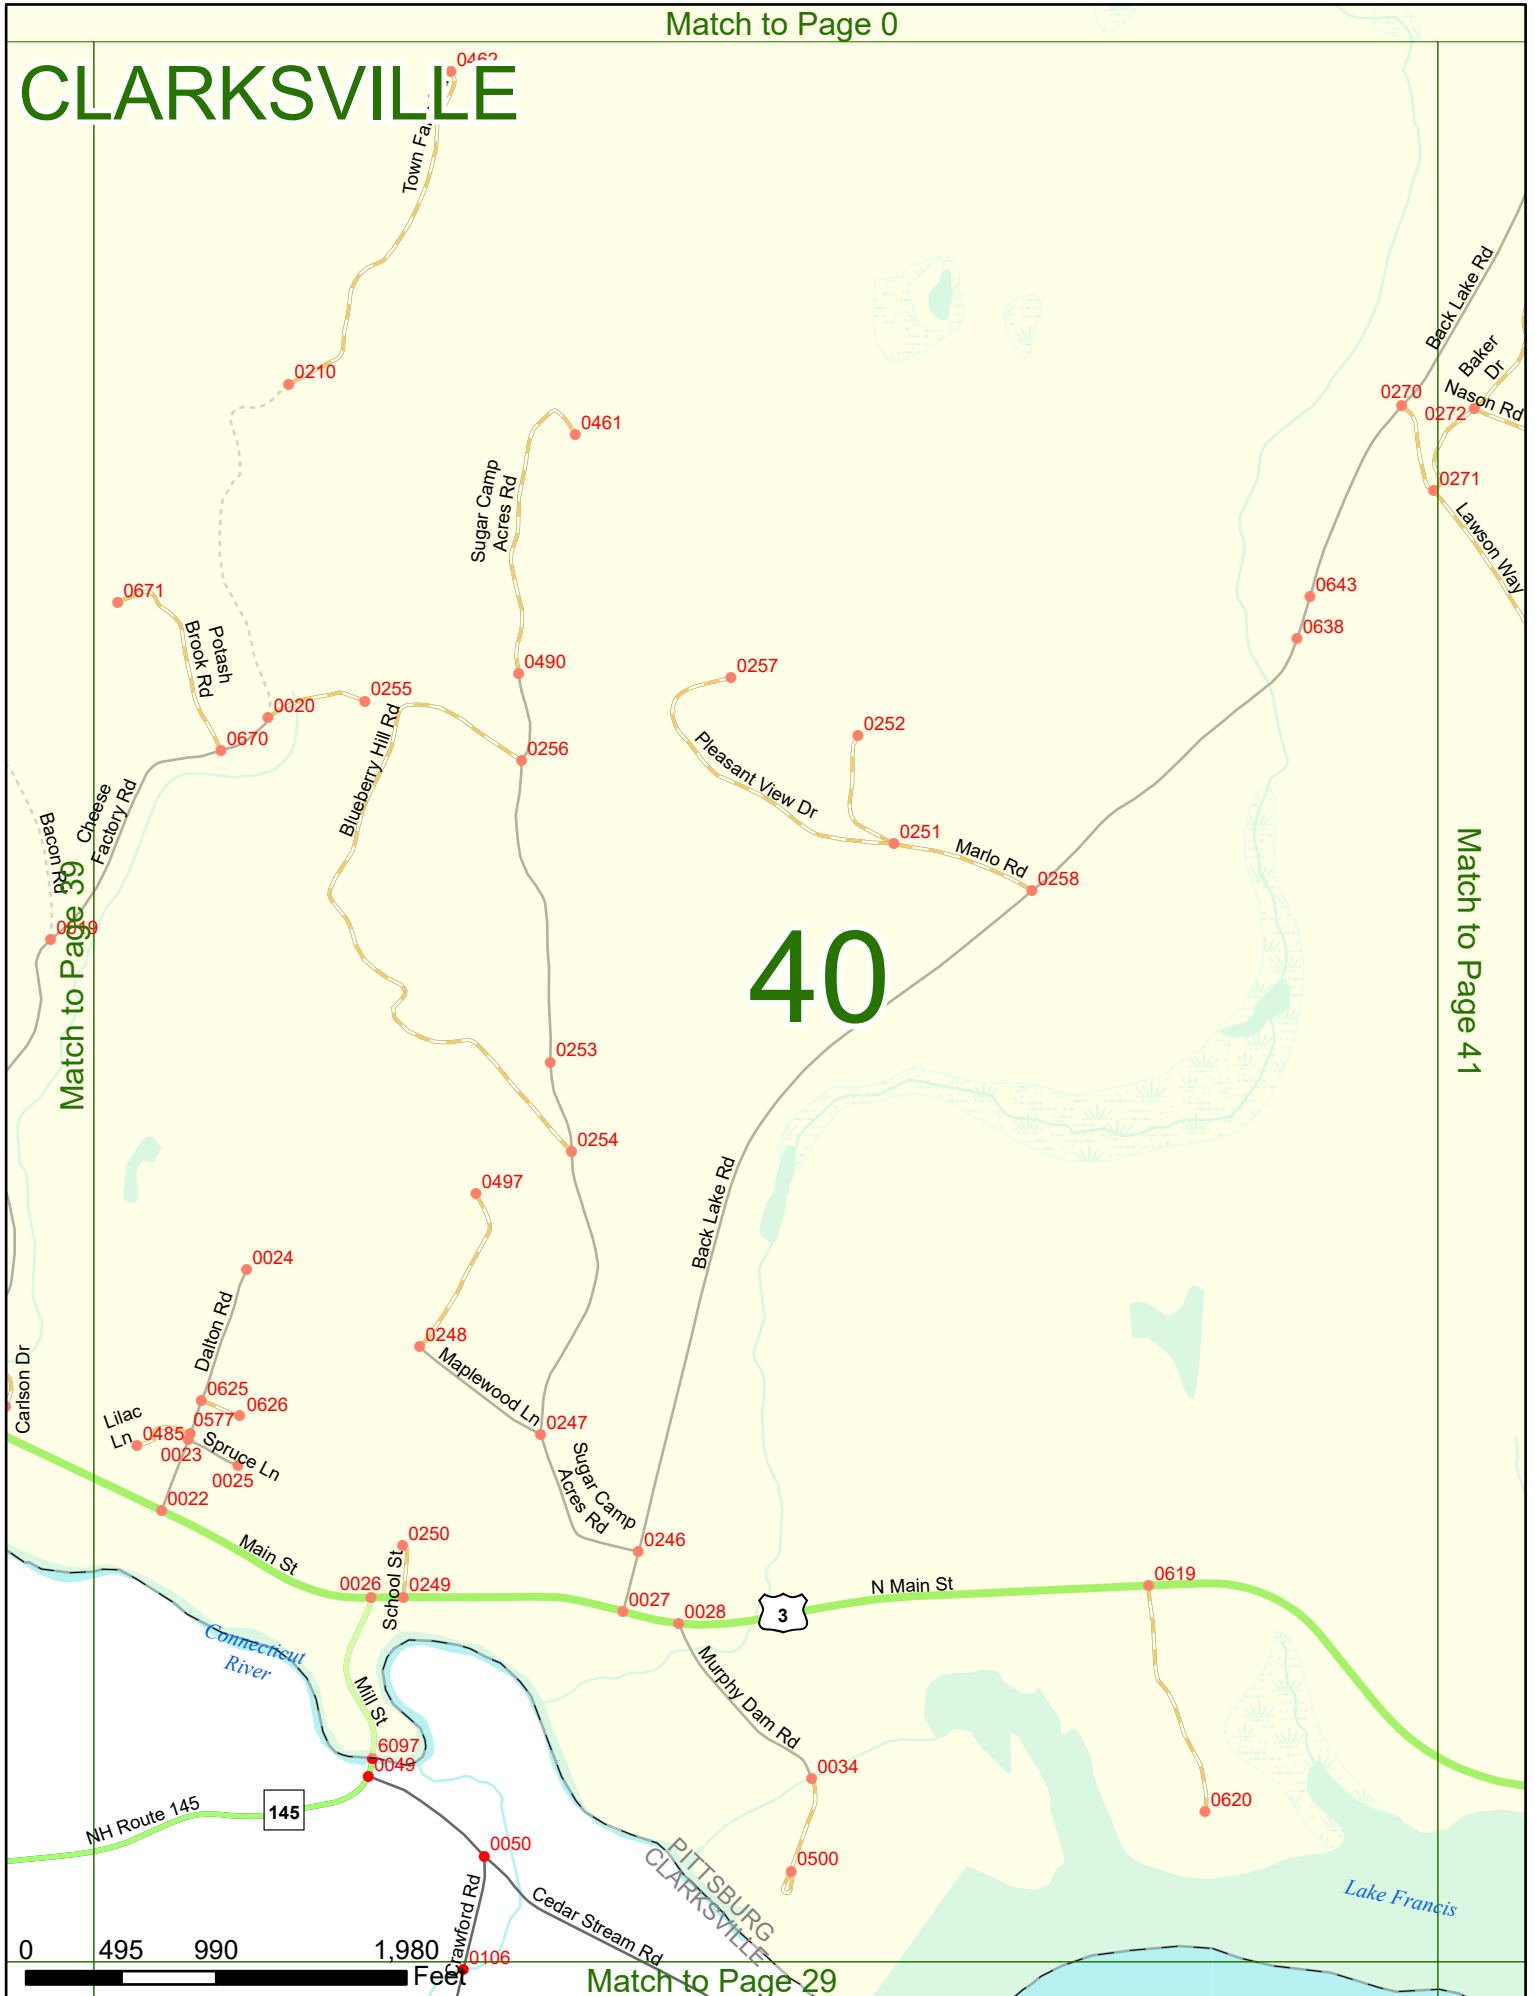 Match to Page 0
CLARKSVILLE
0462
Back Lake Rd
0210
Baker
Dr
0270
0272
Nason Rd
0461
Sugar Camp
Acres Rd
0271
Lawson Way
0671
0643
Potash
Brook Rd
0638
0490
0257
0255
0020
0252
0670
0256
Blueberry Hill Rd
Pleasant View Dr
Cheese
Factory Rd
Bacon Rd
0251
Marlo Rd
0258
Match to Page 39
Match to Page 41
0019
40
0253
0254
0497
Back Lake Rd
0024
Dalton Rd
0248
Maplewood Ln
Carlson Dr
0625
0626
Lilac
Ln
0485
0577
0023
Spruce Ln
0025
0247
Sugar Camp
Acres Rd
0022
Main St
0250
School St
0246
0026
0249
0027
0028
3
N Main St
0619
Connecticut
River
Mill St
Murphy Dam Rd
6097
0049
0034
NH Route 145
145
0620
0050
0500
PITTSBURG
CLARKSVILLE
Crawford Rd
Cedar Stream Rd
Lake Francis
0 495 990 1,980
Feet
0106
Match to Page 29